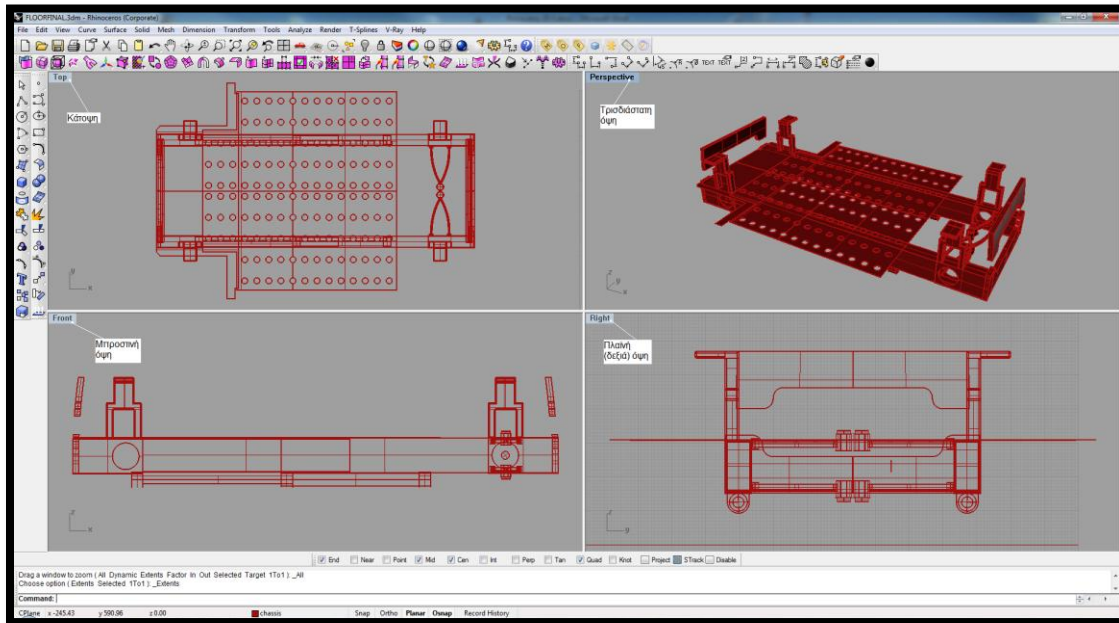 FLOORFINAL.3dm - Rhinoceros (Corporate)
File Edit View Curve Surface Solid Mesh Dimension Transform Tools Analyze Render T-Splines V-Ray Help
Top
Κάτοψη
y
x
Perspective
Τρισδιάστατη
όψη
z
y
x
Front
Μπροστινή
όψη
z
x
Right
Πλαϊνή
(δεξιά) όψη
z
y
End Near Point Mid Cen Int Perp Tan Quad Knot Project STrack Disable
Drag a window to zoom ( All Dynamic Extents Factor In Out Selected Target 1To1 ): _All
Choose option ( Extents Selected 1To1 ): _Extents
Command:
CPlane x -245.43 y 590.96 z 0.00 chassis Snap Ortho Planar Osnap Record History